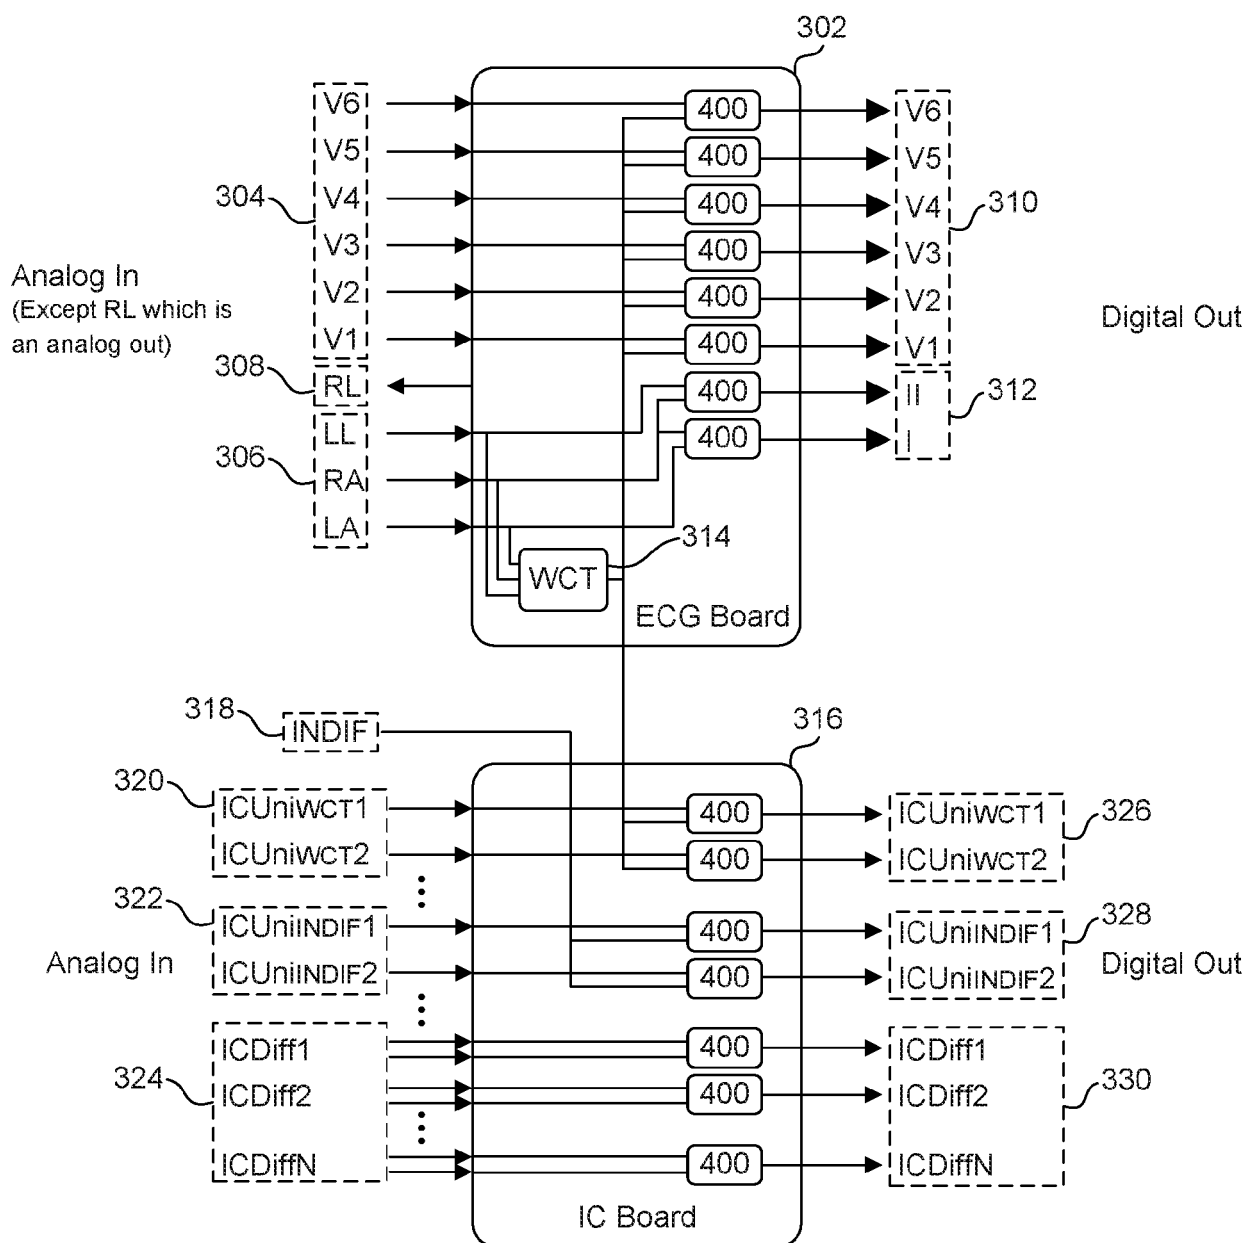 302
V6 400 V6
V5 400 V5
304 V4 400 V4 310
V3 400 V3
Analog In
(Except RL which is
an analog out)
V2 400 V2 Digital Out
V1 400 V1
308 RL 400 II 312
LL 400 I
306 RA
LA
314
WCT
ECG Board
318 INDIF 316
320 ICUniWCT1 400 ICUniWCT1 326
ICUniWCT2 400 ICUniWCT2
322 ICUniINDIF1 400 ICUniINDIF1 328
Analog In ICUniINDIF2 400 ICUniINDIF2 Digital Out
ICDiff1 400 ICDiff1
324 ICDiff2 400 ICDiff2 330
ICDiffN 400 ICDiffN
IC Board